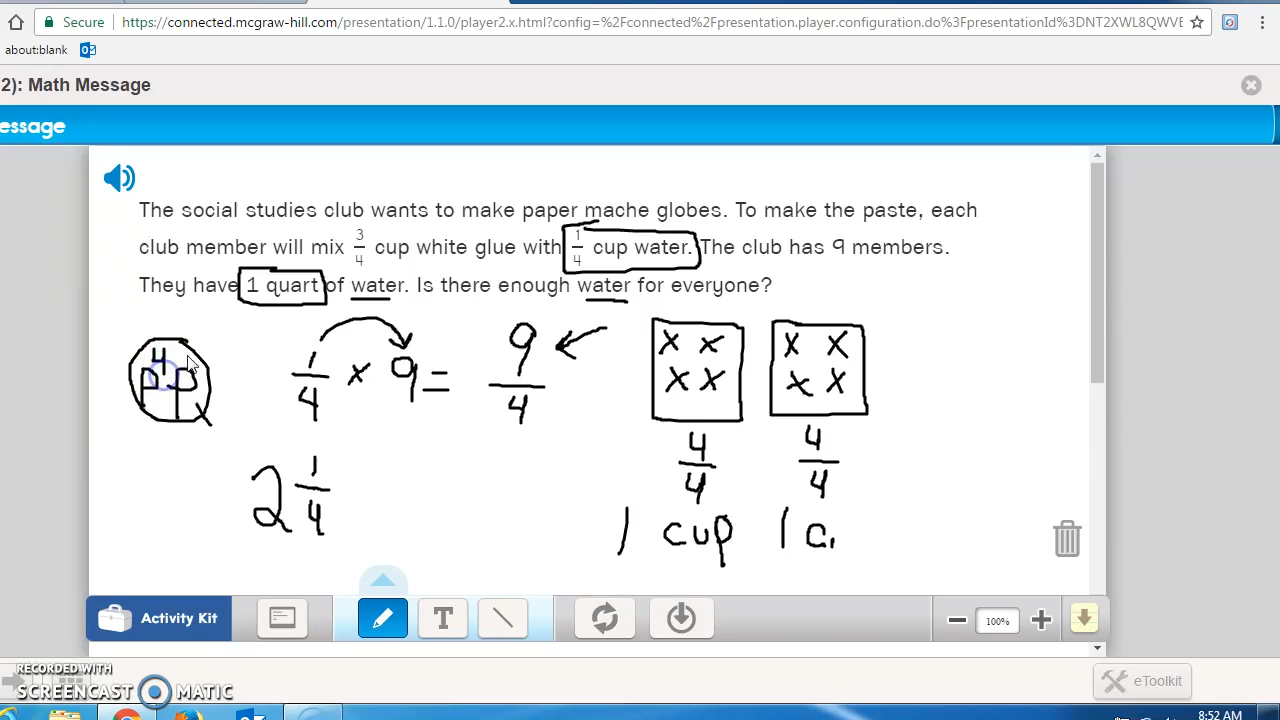 Secure https://connected.mcgraw-hill.com/presentation/1.1.0/player2.x.html?config=%2Fconnected%2Fpresentation.player.configuration.do%3FpresentationId%3DNT2XWL8QWVE
about:blank
2): Math Message
essage
The social studies club wants to make paper mache globes. To make the paste, each
club member will mix 3/4 cup white glue with 1/4 cup water. The club has 9 members.
They have 1 quart of water. Is there enough water for everyone?
1/4 x 9 = 9/4
x x x x
x x x x
4/4 4/4
2 1/4
1 cup 1 c.
Activity Kit
T
100%
RECORDED WITH
SCREENCAST MATIC
eToolkit
8:52 AM